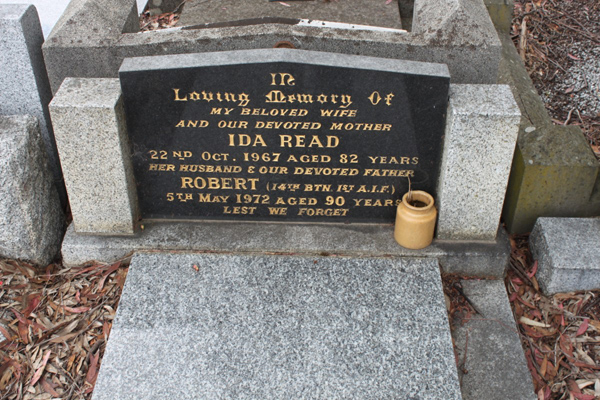 In
Loving Memory Of
MY BELOVED WIFE
AND OUR DEVOTED MOTHER
IDA READ
22ND OCT. 1967 AGED 82 YEARS
HER HUSBAND & OUR DEVOTED FATHER
ROBERT (14TH BTN. 1ST A.I.F.)
5TH MAY 1972 AGED 90 YEARS
LEST WE FORGET